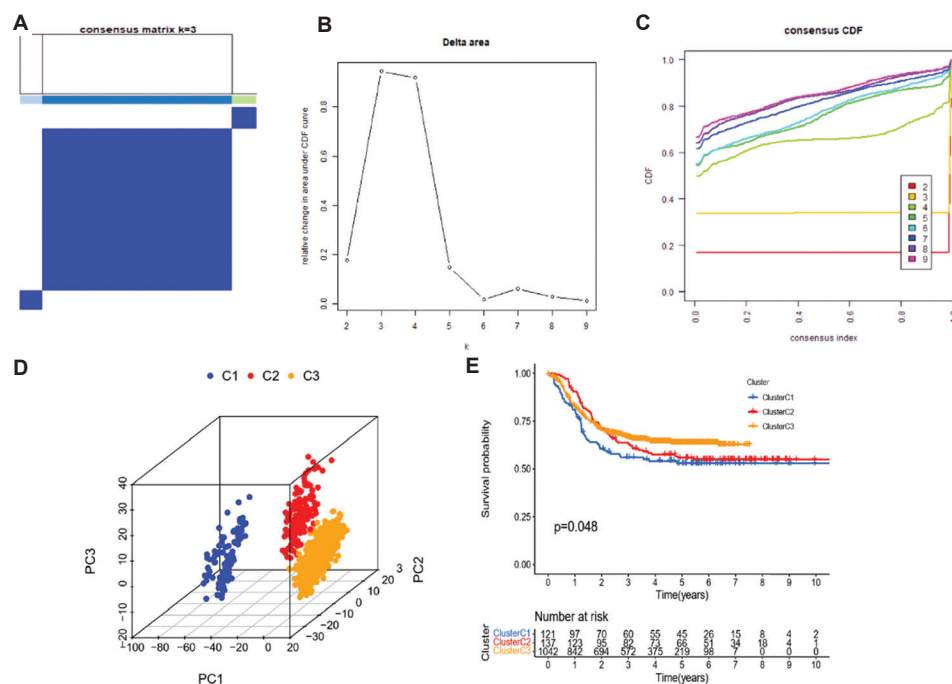 A
consensus matrix k=3
B
Delta area
relative change in area under CDF curve
0.8
0.6
0.4
0.2
0.0
2 3 4 5 6 7 8 9
k
C
consensus CDF
CDF
1.0
0.8
0.6
0.4
0.2
0.0
0.0 0.2 0.4 0.6 0.8
consensus index
2
3
4
5
6
7
8
9
D
C1 C2 C3
PC3
40
30
20
10
0
−10
−20
−100 −80 −60 −40 −20 0 20
PC1
−30
−20
−10
0
10
20
3
PC2
E
Survival probability
1.00
0.75
0.50
0.25
0.00
Cluster
ClusterC1
ClusterC2
ClusterC3
p=0.048
0 1 2 3 4 5 6 7 8 9 10
Time(years)
Number at risk
Cluster
ClusterC1 121 97 70 60 55 45 26 15 8 4 2
ClusterC2 137 123 95 82 73 66 51 34 18 4 1
ClusterC3 1042 842 694 572 375 219 98 7 0 0 0
0 1 2 3 4 5 6 7 8 9 10
Time(years)